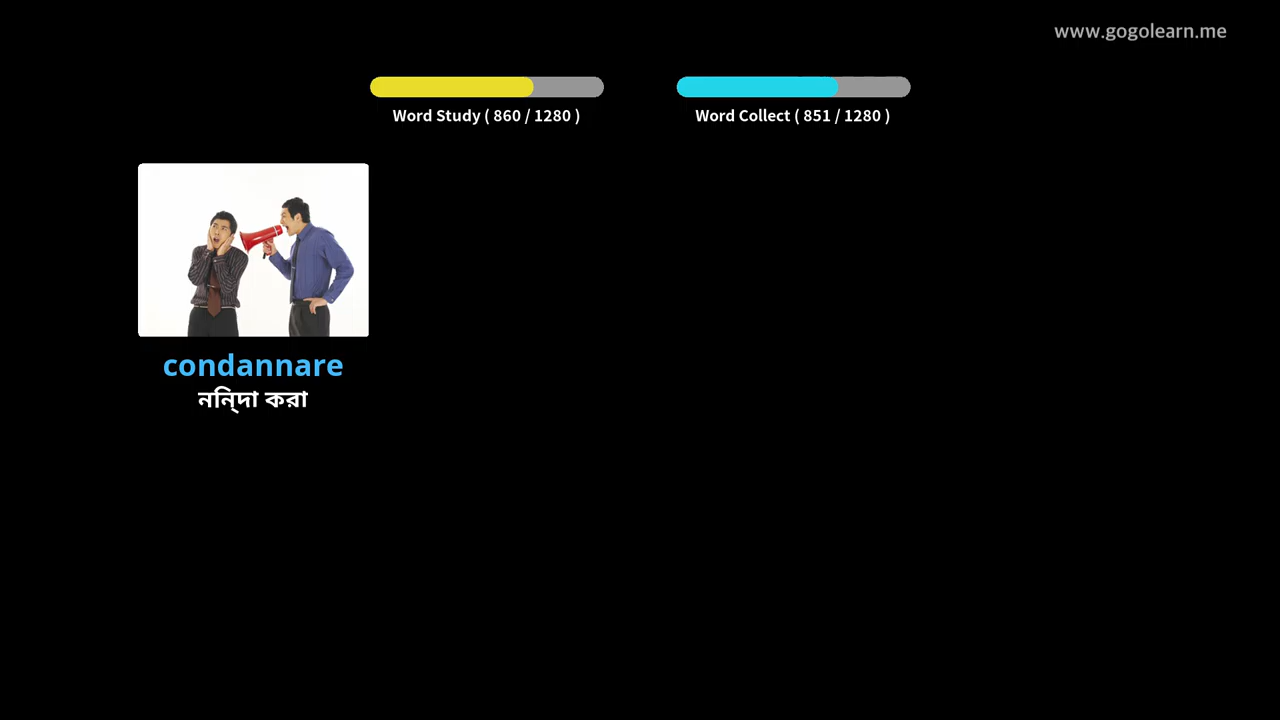 www.gogolearn.me
Word Study ( 860 / 1280 )
Word Collect ( 851 / 1280 )
condannare
নিন্দা করা